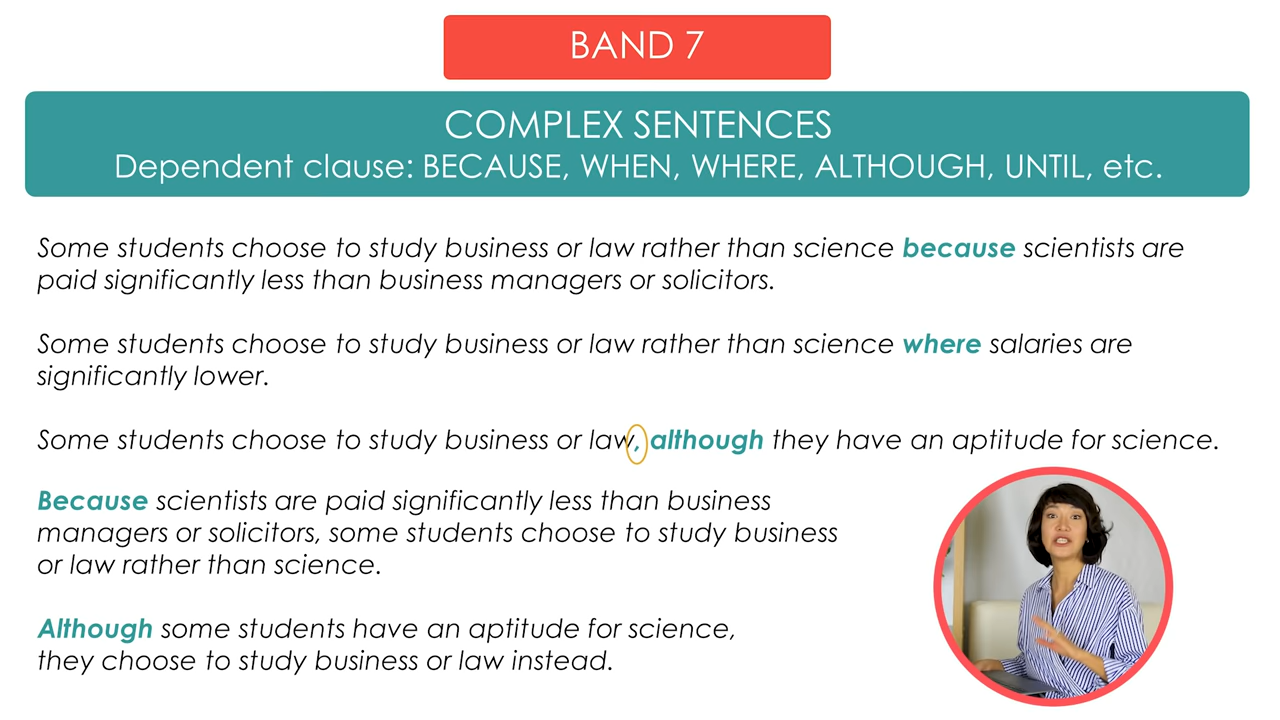 BAND 7
COMPLEX SENTENCES
Dependent clause: BECAUSE, WHEN, WHERE, ALTHOUGH, UNTIL, etc.
Some students choose to study business or law rather than science because scientists are
paid significantly less than business managers or solicitors.
Some students choose to study business or law rather than science where salaries are
significantly lower.
Some students choose to study business or law, although they have an aptitude for science.
Because scientists are paid significantly less than business
managers or solicitors, some students choose to study business
or law rather than science.
Although some students have an aptitude for science,
they choose to study business or law instead.